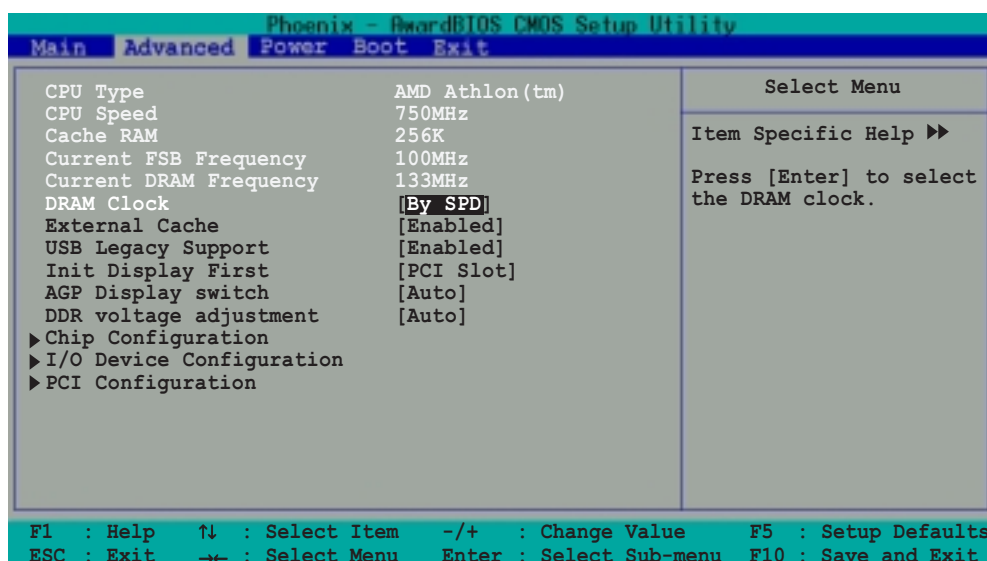 Phoenix - AwardBIOS CMOS Setup Utility
Main Advanced Power Boot Exit
CPU Type AMD Athlon(tm)
CPU Speed 750MHz
Cache RAM 256K
Current FSB Frequency 100MHz
Current DRAM Frequency 133MHz
DRAM Clock [By SPD]
External Cache [Enabled]
USB Legacy Support [Enabled]
Init Display First [PCI Slot]
AGP Display switch [Auto]
DDR voltage adjustment [Auto]
▶ Chip Configuration
▶ I/O Device Configuration
▶ PCI Configuration
Select Menu
Item Specific Help ▶▶
Press [Enter] to select
the DRAM clock.
F1 : Help ↑↓ : Select Item -/+ : Change Value F5 : Setup Defaults
ESC : Exit →← : Select Menu Enter : Select Sub-menu F10 : Save and Exit